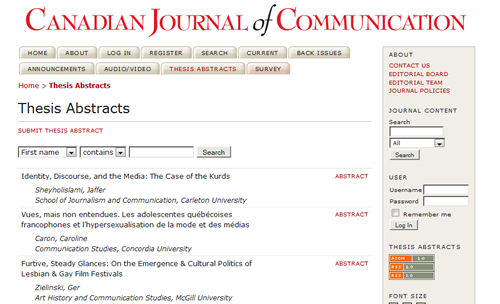 CANADIAN JOURNAL of COMMUNICATION
HOME ABOUT LOG IN REGISTER SEARCH CURRENT BACK ISSUES
ANNOUNCEMENTS AUDIO/VIDEO THESIS ABSTRACTS SURVEY
Home > Thesis Abstracts
Thesis Abstracts
SUBMIT THESIS ABSTRACT
First name contains Search
Identity, Discourse, and the Media: The Case of the Kurds ABSTRACT
Sheyholislami, Jaffer
School of Journalism and Communication, Carleton University
Vues, mais non entendues. Les adolescentes québécoises ABSTRACT
francophones et l'hypersexualisation de la mode et des médias
Caron, Caroline
Communication Studies, Concordia University
Furtive, Steady Glances: On the Emergence & Cultural Politics of ABSTRACT
Lesbian & Gay Film Festivals
Zielinski, Ger
Art History and Communication Studies, McGill University
ABOUT
CONTACT US
EDITORIAL BOARD
EDITORIAL TEAM
JOURNAL POLICIES
JOURNAL CONTENT
Search
All
Search
USER
Username
Password
Remember me
Log In
THESIS ABSTRACTS
ATOM 1.0
RSS 2.0
RSS 1.0
FONT SIZE